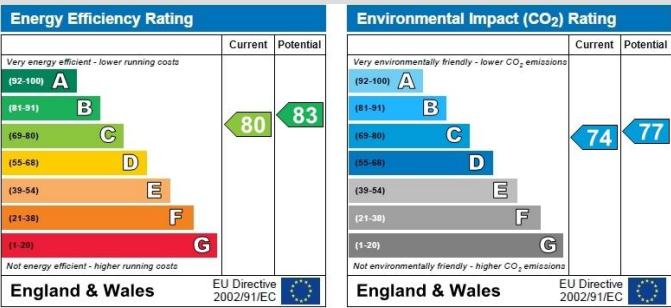 Energy Efficiency Rating
Current Potential
Very energy efficient - lower running costs
(92-100) A
(81-91) B
(69-80) C
(55-68) D
(39-54) E
(21-38) F
(1-20) G
80
83
Not energy efficient - higher running costs
England & Wales
EU Directive
2002/91/EC
Environmental Impact (CO₂) Rating
Current Potential
Very environmentally friendly - lower CO₂ emissions
(92-100) A
(81-91) B
(69-80) C
(55-68) D
(39-54) E
(21-38) F
(1-20) G
74
77
Not environmentally friendly - higher CO₂ emissions
England & Wales
EU Directive
2002/91/EC